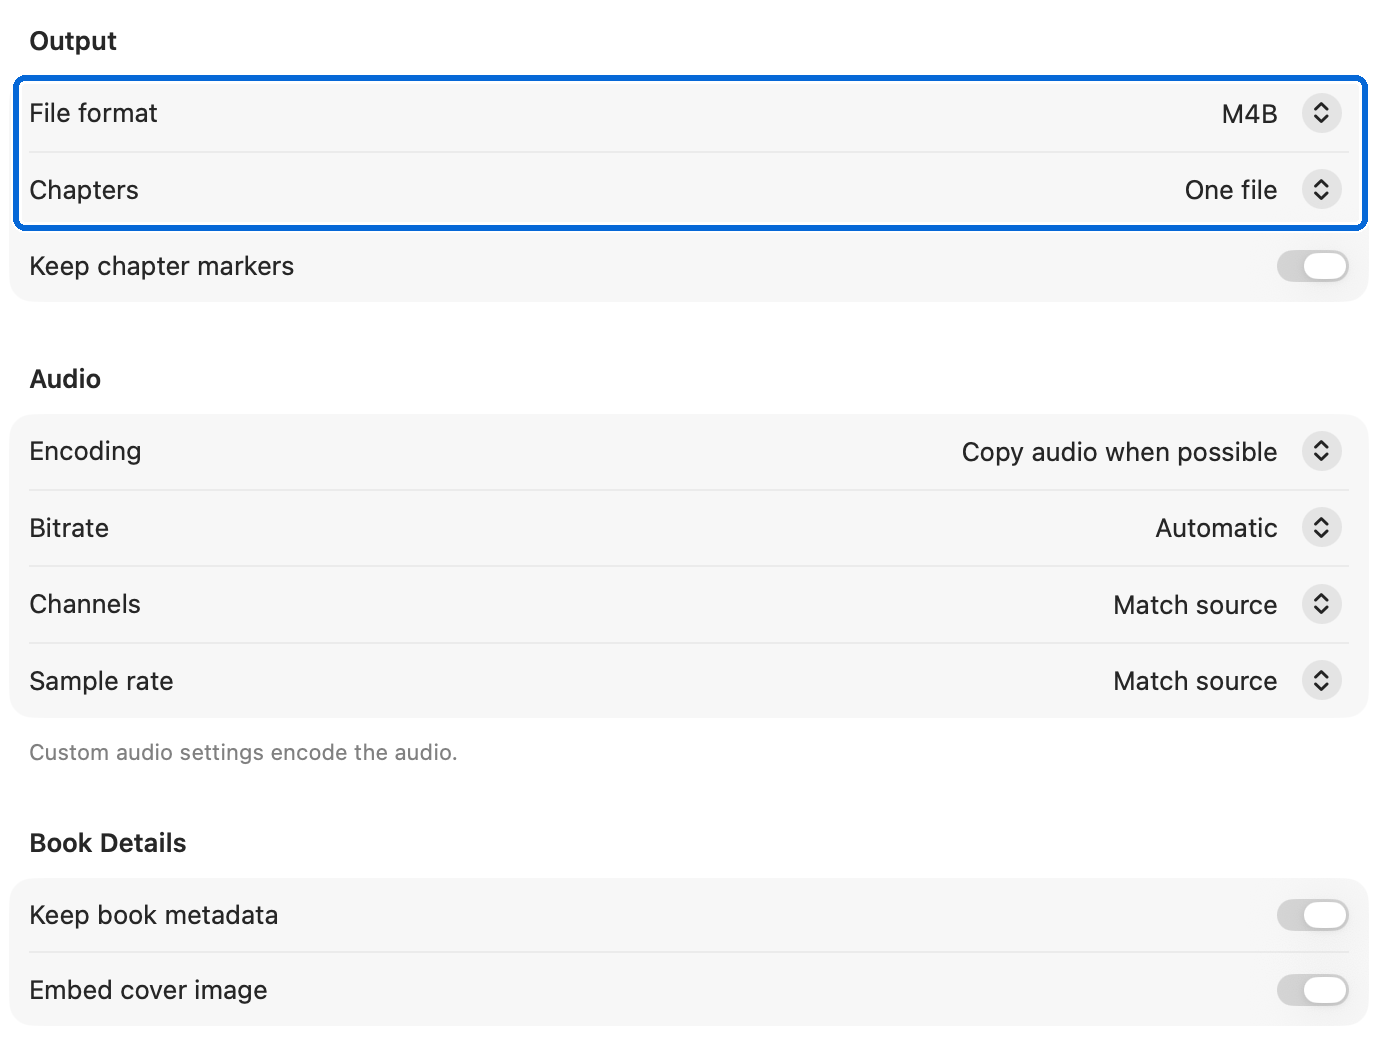 Output
File format
M4B
Chapters
One file
Keep chapter markers
Audio
Encoding
Copy audio when possible
Bitrate
Automatic
Channels
Match source
Sample rate
Match source
Custom audio settings encode the audio.
Book Details
Keep book metadata
Embed cover image